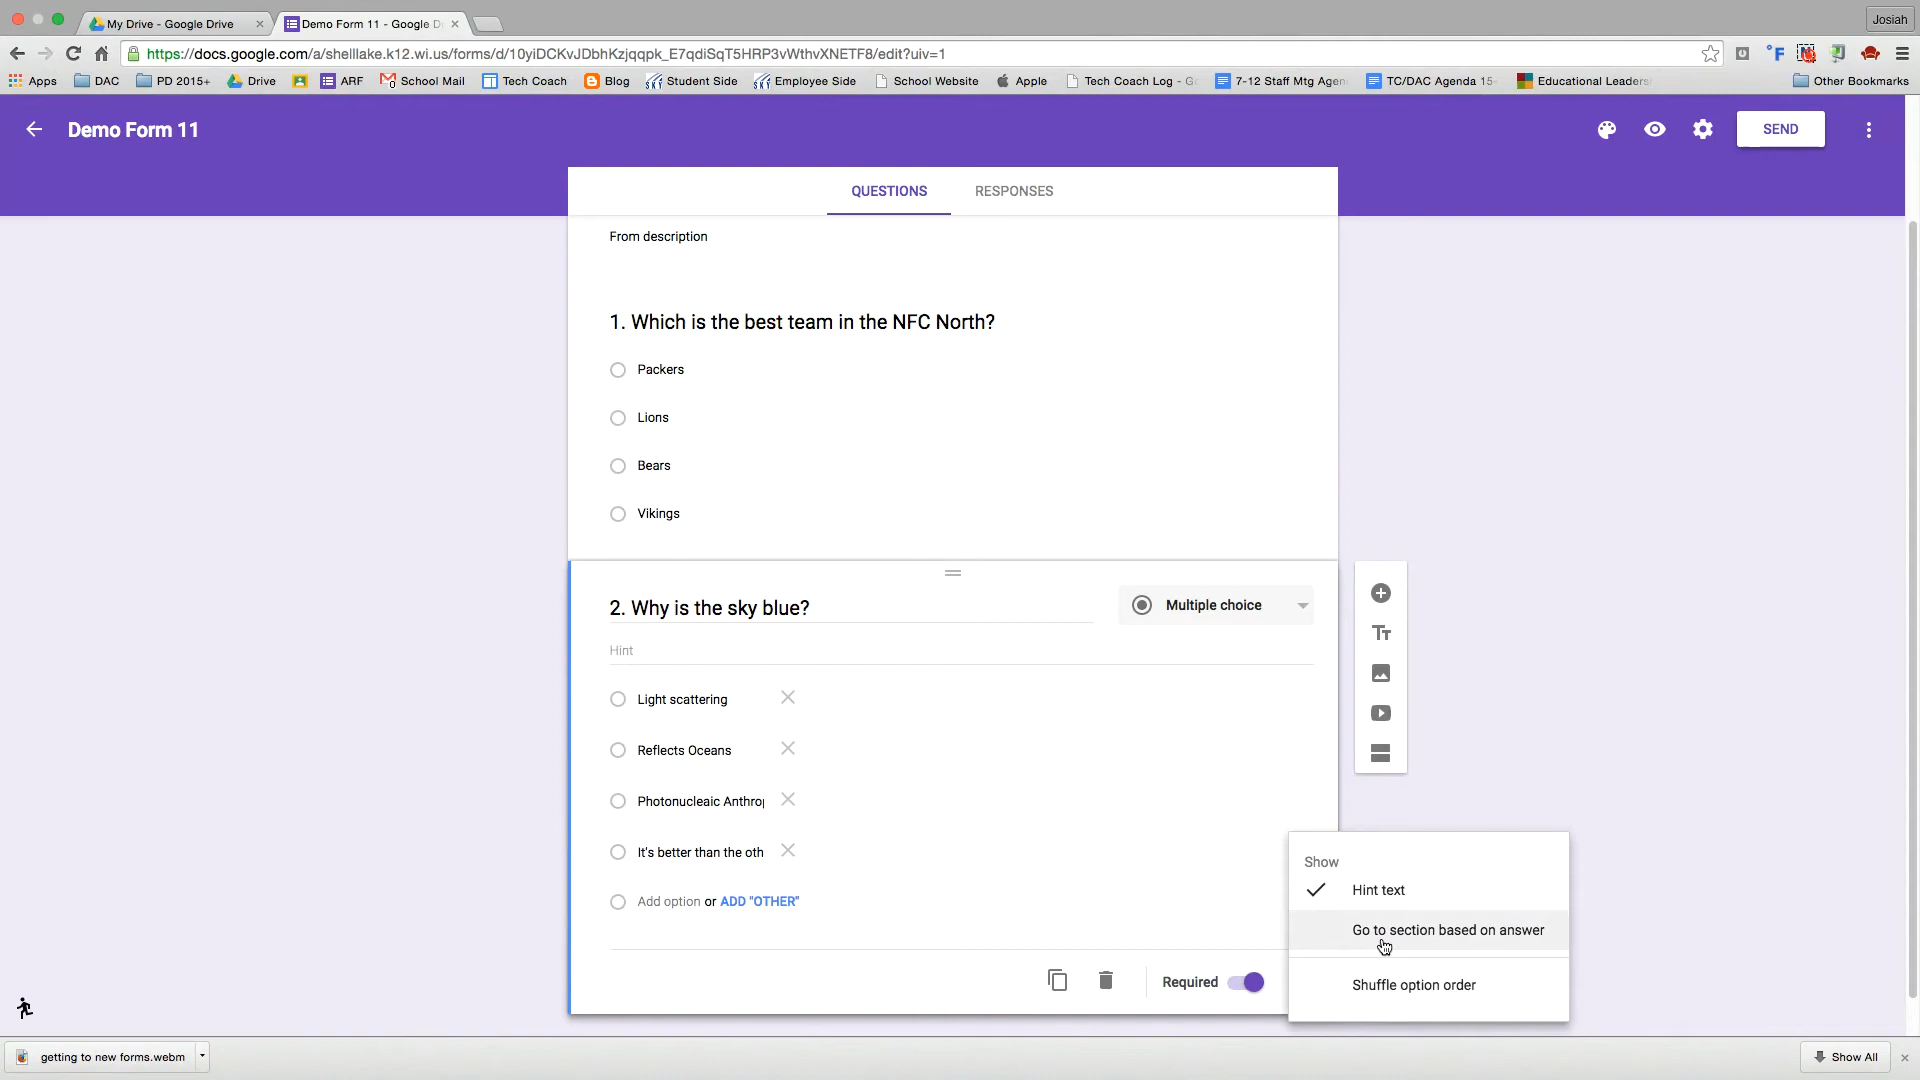 My Drive - Google Drive
Demo Form 11 - Google D
Josiah
https://docs.google.com/a/shelllake.k12.wi.us/forms/d/10yiDCKvJDbhKzjqqpk_E7qdiSqT5HRP3vWthvXNETF8/edit?uiv=1
Apps DAC PD 2015+ Drive ARF School Mail Tech Coach Blog Student Side Employee Side School Website Apple Tech Coach Log - G 7-12 Staff Mtg Agen TC/DAC Agenda 15- Educational Leaders Other Bookmarks
Demo Form 11
SEND
QUESTIONS RESPONSES
From description
1. Which is the best team in the NFC North?
Packers
Lions
Bears
Vikings
2. Why is the sky blue?
Multiple choice
Hint
Light scattering
Reflects Oceans
Photonucleaic Anthrop
It's better than the oth
Add option or ADD "OTHER"
Required
Show
Hint text
Go to section based on answer
Shuffle option order
getting to new forms.webm
Show All